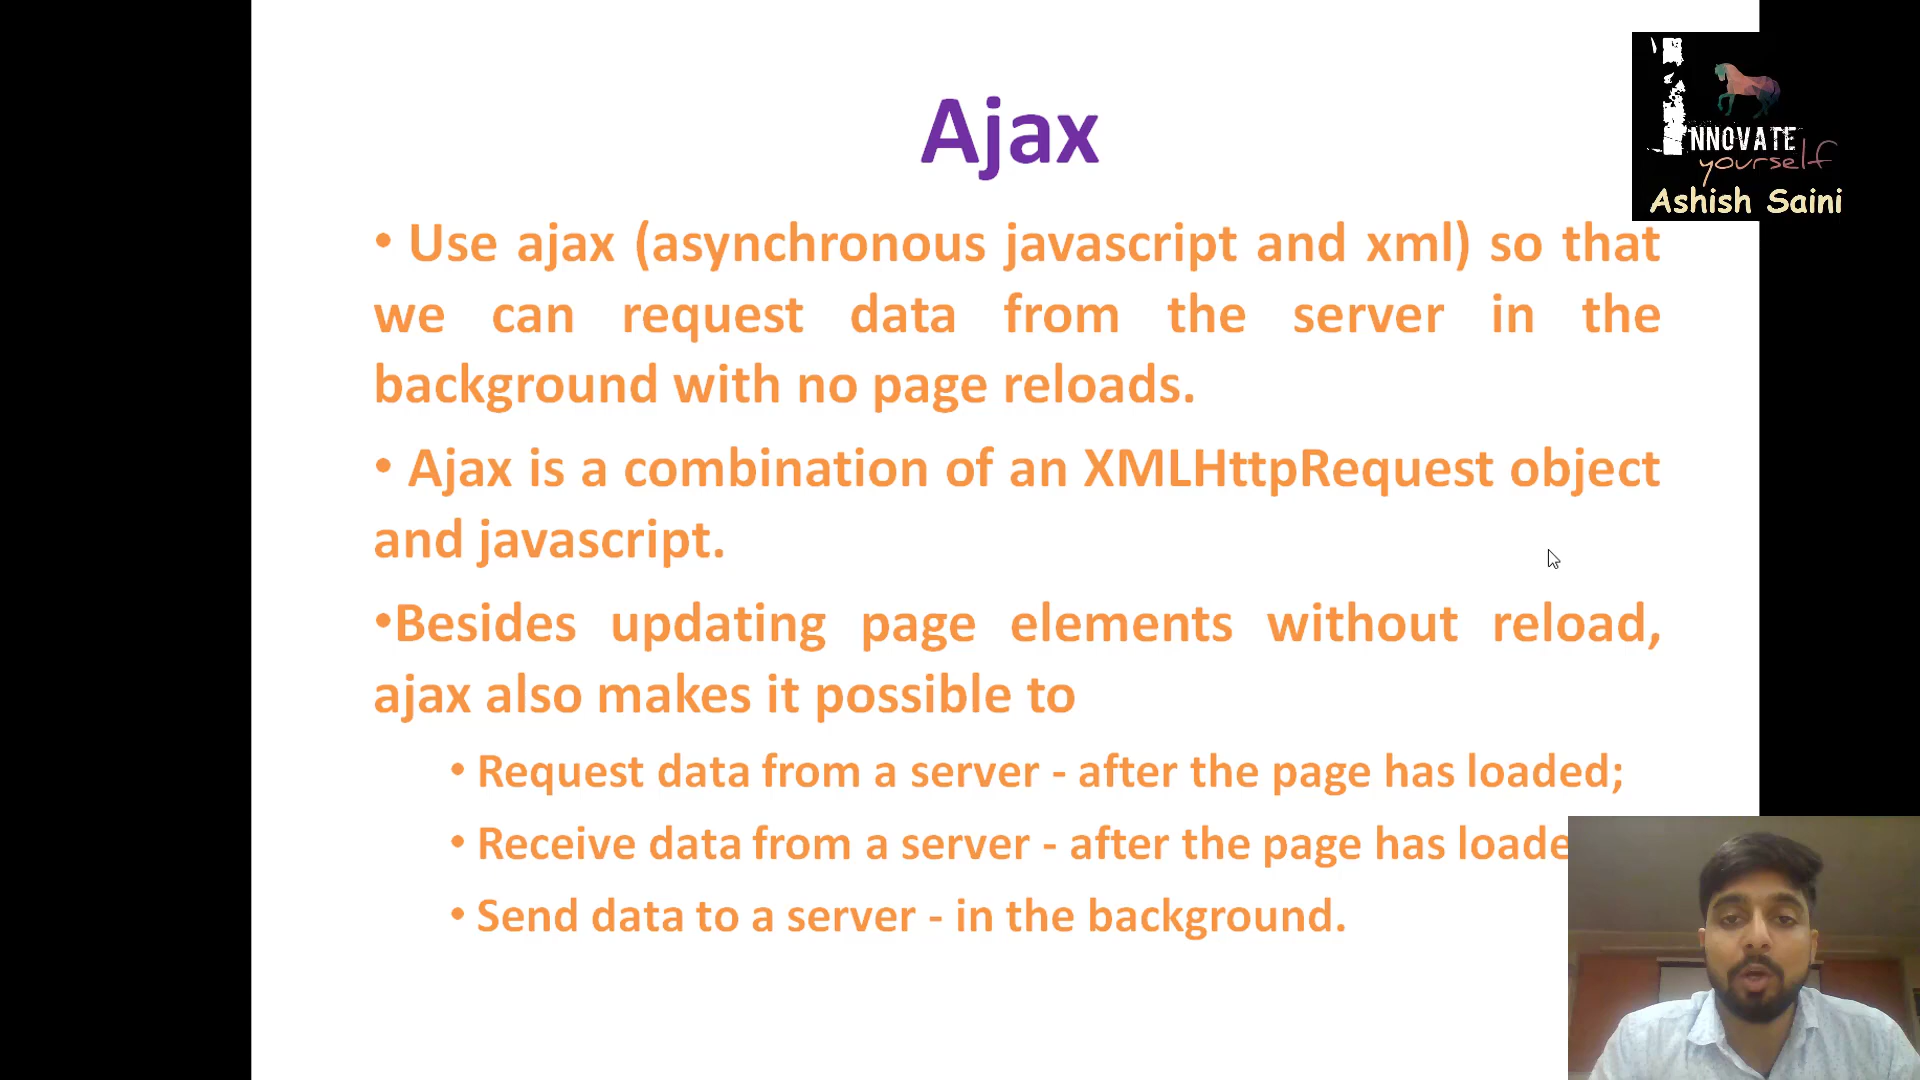 Ajax
INNOVATE
yourself
Ashish Saini
• Use ajax (asynchronous javascript and xml) so that
we can request data from the server in the
background with no page reloads.
• Ajax is a combination of an XMLHttpRequest object
and javascript.
•Besides updating page elements without reload,
ajax also makes it possible to
• Request data from a server - after the page has loaded;
• Receive data from a server - after the page has loade
• Send data to a server - in the background.